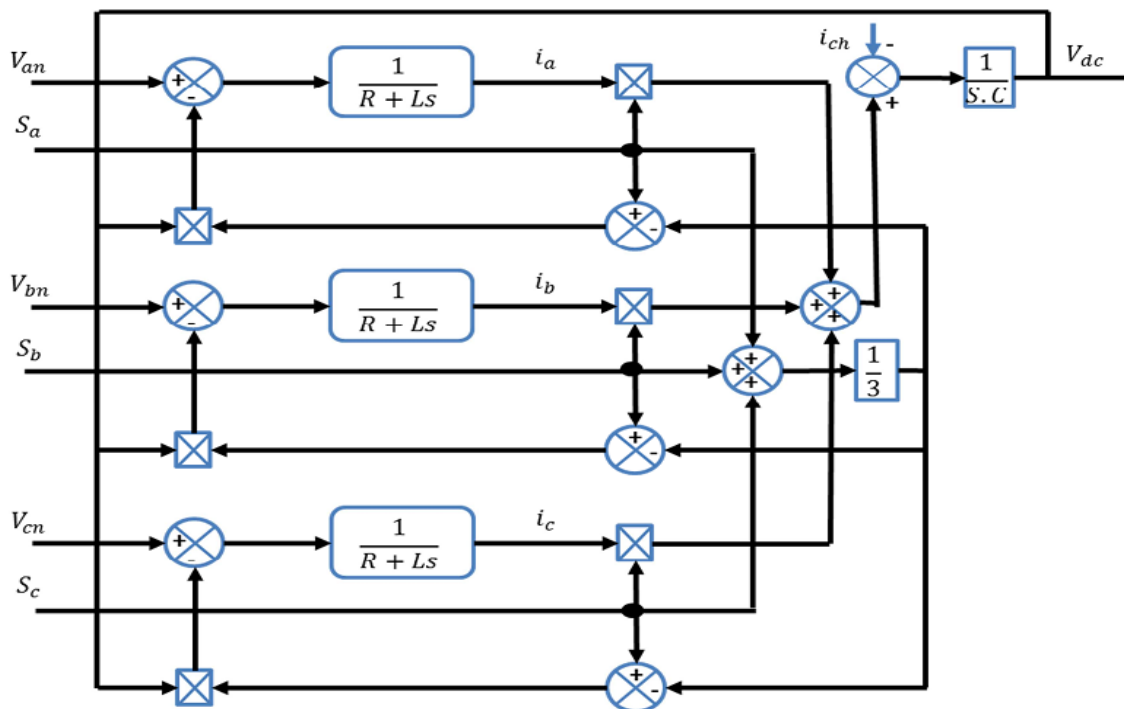 i_ch
-
V_an
+
-
1
R + Ls
i_a
1
S.C
V_dc
+
S_a
+
-
V_bn
+
-
1
R + Ls
i_b
+
+ +
+
S_b
+
+
+
1
3
+
-
V_cn
+
-
1
R + Ls
i_c
S_c
+
-